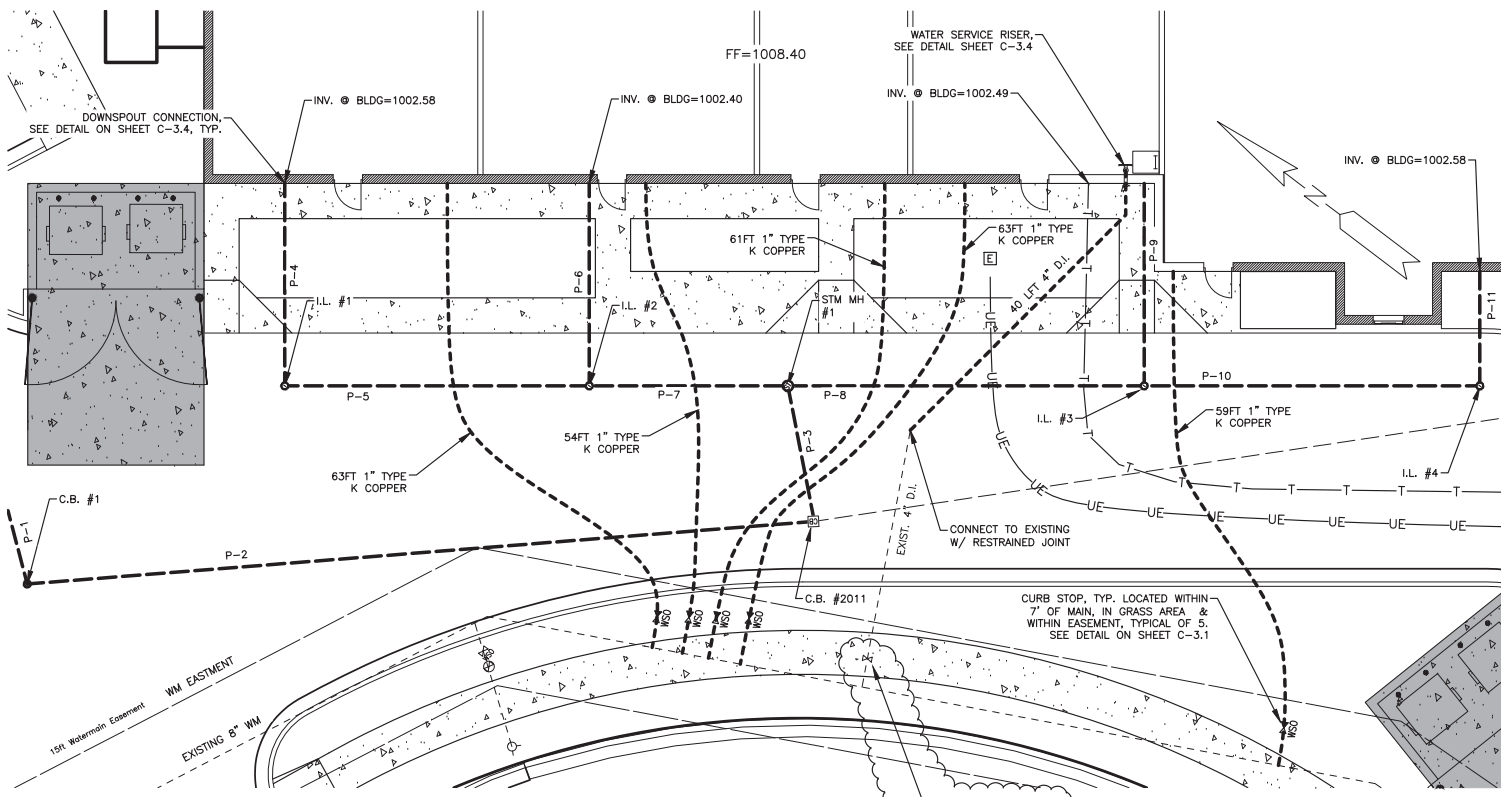 FF=1008.40
WATER SERVICE RISER,
SEE DETAIL SHEET C-3.4
INV. @ BLDG=1002.58
INV. @ BLDG=1002.40
INV. @ BLDG=1002.49
DOWNSPOUT CONNECTION,
SEE DETAIL ON SHEET C-3.4, TYP.
INV. @ BLDG=1002.58
61FT 1" TYPE
K COPPER
63FT 1" TYPE
K COPPER
P-4
P-6
P-9
P-11
E
40 LFT 4" D.I.
I.L. #1
I.L. #2
STM MH
#1
T
T
T
T
UE
UE
UE
UE
P-5
P-7
P-8
P-10
I.L. #3
59FT 1" TYPE
K COPPER
54FT 1" TYPE
K COPPER
P-3
63FT 1" TYPE
K COPPER
I.L. #4
T
T
T
T
T
T
UE
UE
UE
UE
UE
UE
UE
C.B. #1
P-1
P-2
CB
EXIST. 4" D.I.
CONNECT TO EXISTING
W/ RESTRAINED JOINT
C.B. #2011
CURB STOP, TYP. LOCATED WITHIN
7' OF MAIN, IN GRASS AREA &
WITHIN EASEMENT, TYPICAL OF 5.
SEE DETAIL ON SHEET C-3.1
WSO
WSO
WSO
WSO
WSO
WM EASTMENT
15ft Watermain Easement
EXISTING 8" WM